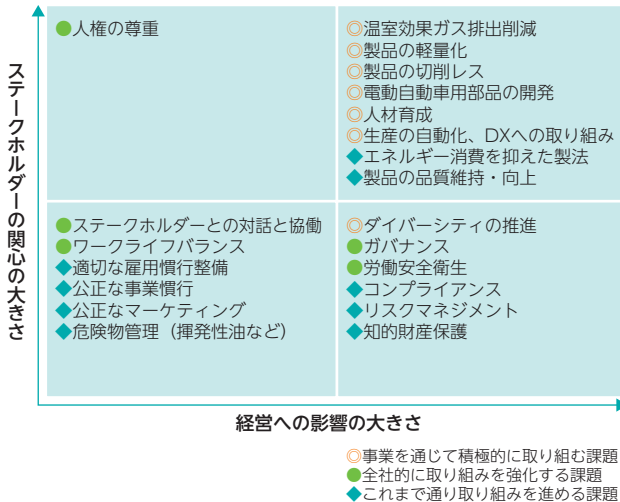 ステークホルダーの関心の大きさ
●人権の尊重
◎温室効果ガス排出削減
◎製品の軽量化
◎製品の切削レス
◎電動自動車用部品の開発
◎人材育成
◎生産の自動化、DXへの取り組み
◆エネルギー消費を抑えた製法
◆製品の品質維持・向上
●ステークホルダーとの対話と協働
●ワークライフバランス
◆適切な雇用慣行整備
◆公正な事業慣行
◆公正なマーケティング
◆危険物管理（揮発性油など）
◎ダイバーシティの推進
●ガバナンス
●労働安全衛生
◆コンプライアンス
◆リスクマネジメント
◆知的財産保護
経営への影響の大きさ
◎事業を通じて積極的に取り組む課題
●全社的に取り組みを強化する課題
◆これまで通り取り組みを進める課題